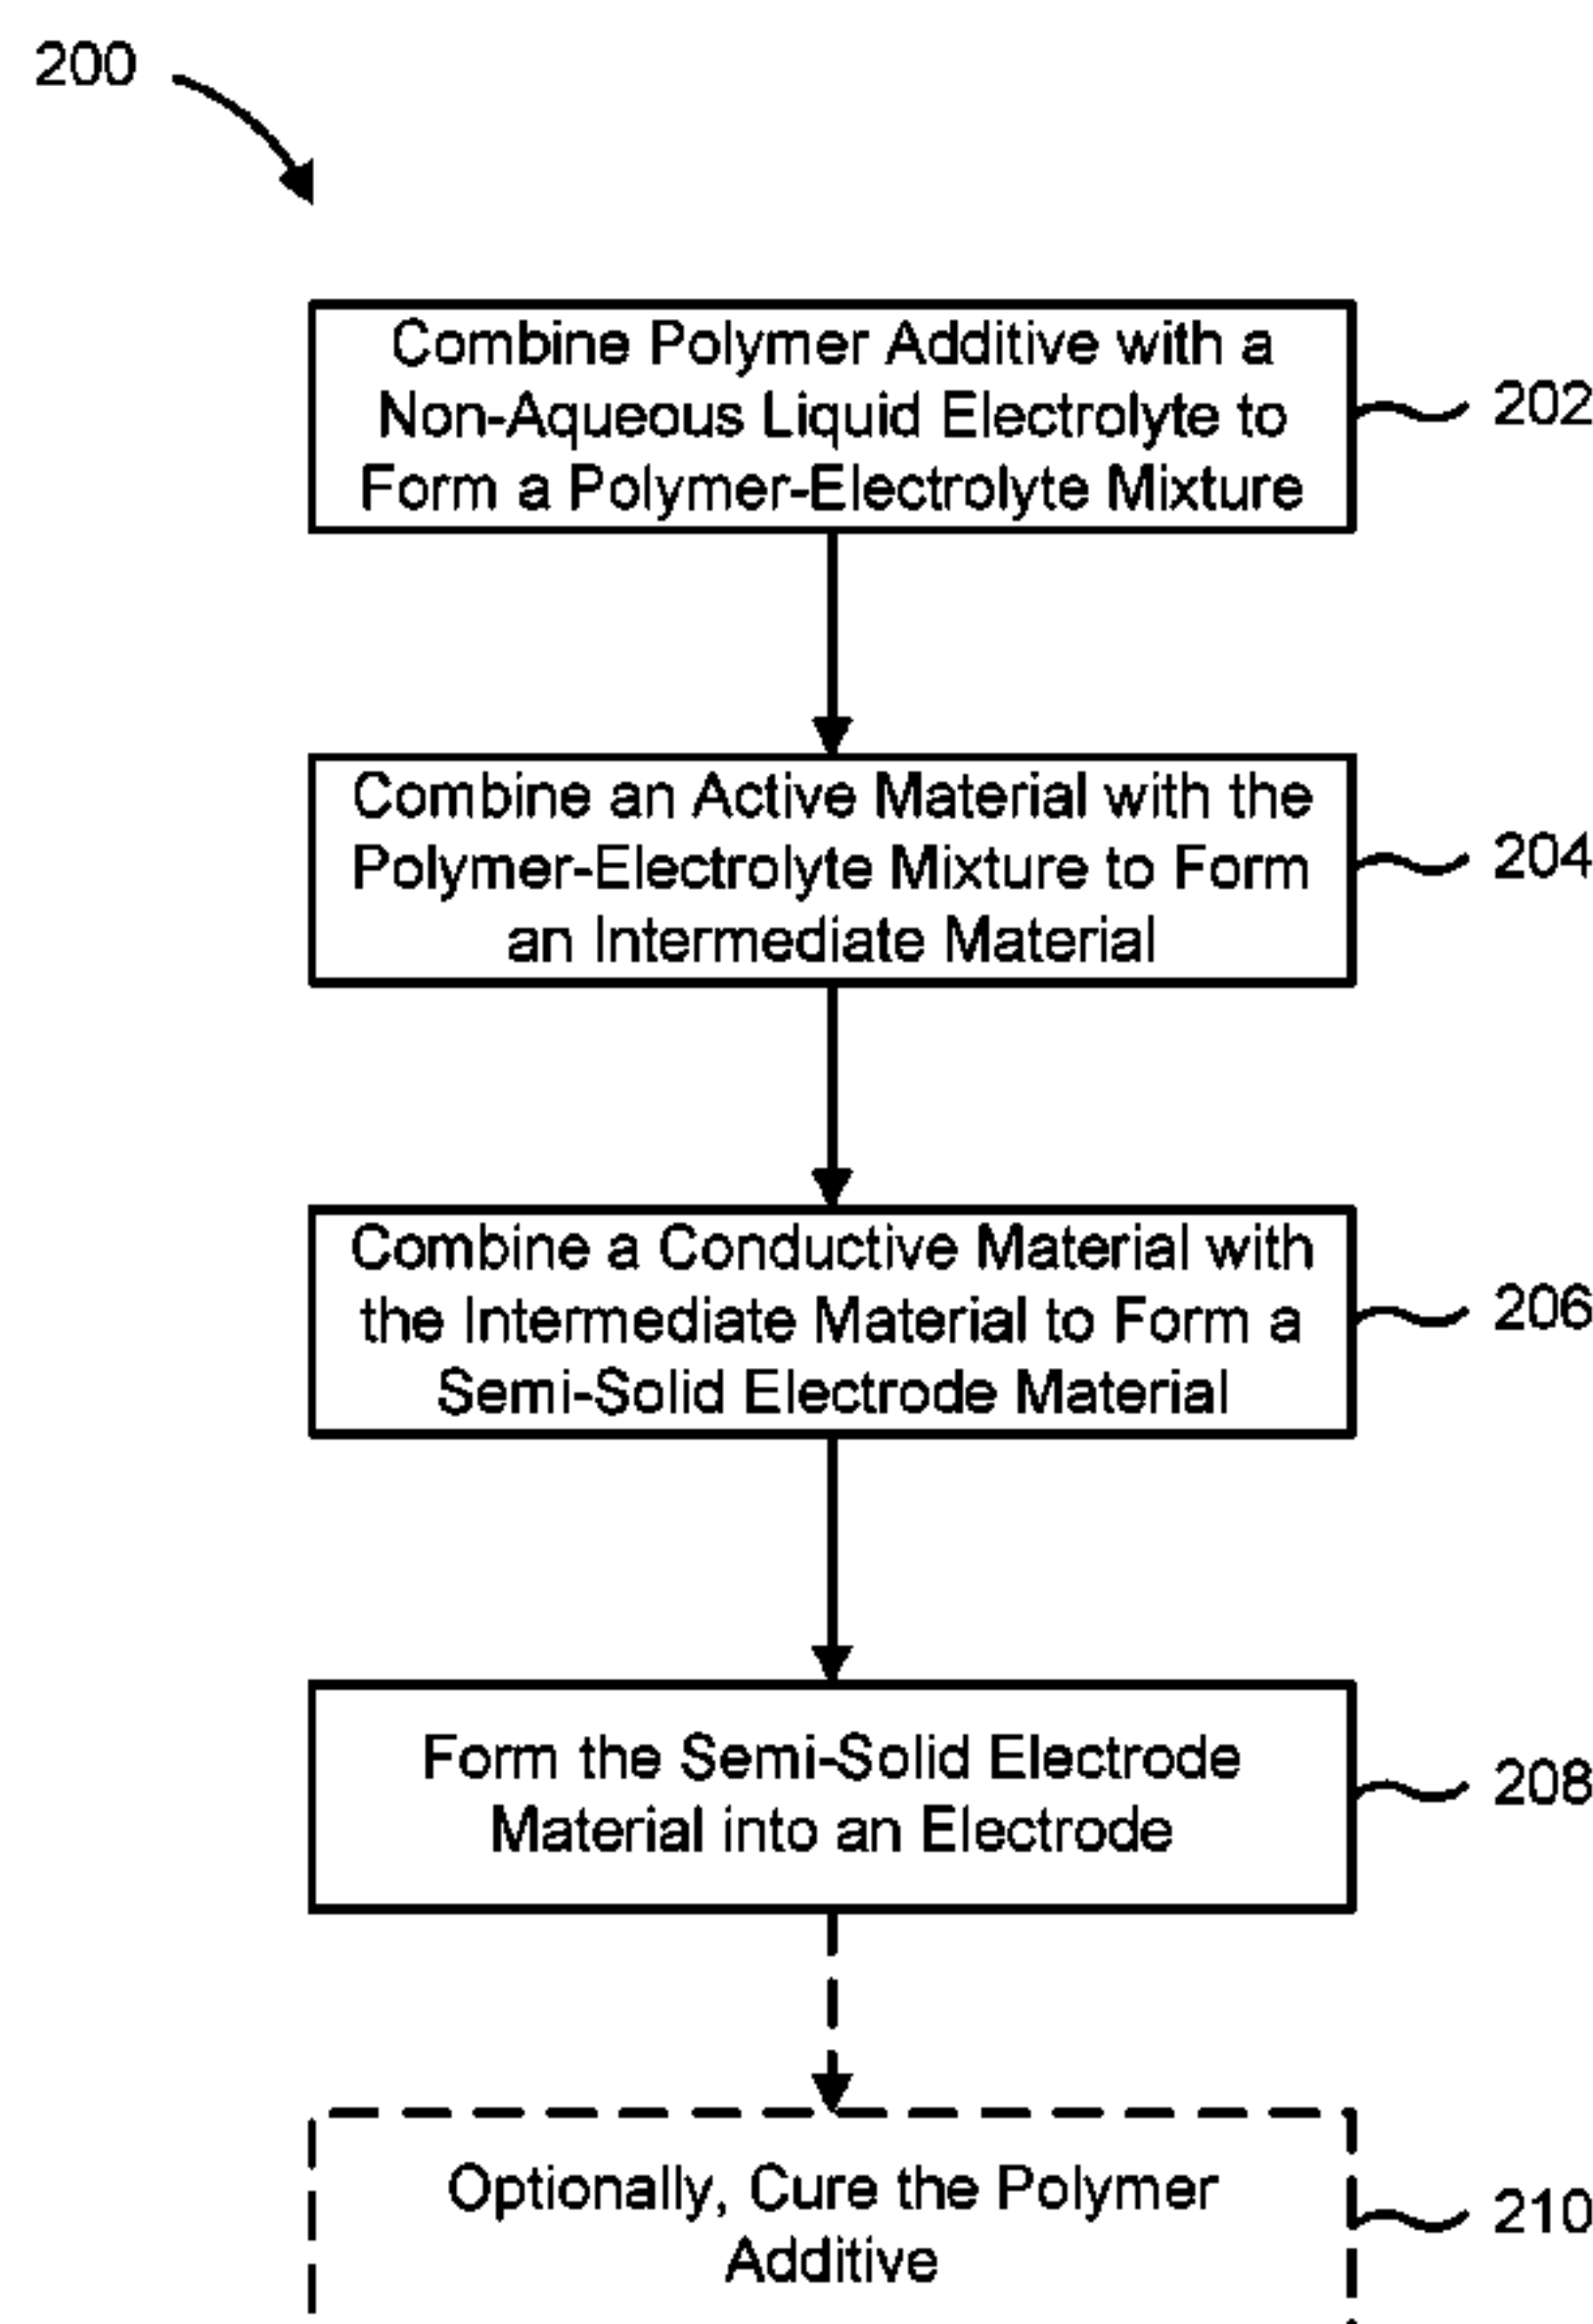 200
Combine Polymer Additive with a
Non-Aqueous Liquid Electrolyte to
Form a Polymer-Electrolyte Mixture
202
Combine an Active Material with the
Polymer-Electrolyte Mixture to Form
an Intermediate Material
204
Combine a Conductive Material with
the Intermediate Material to Form a
Semi-Solid Electrode Material
206
Form the Semi-Solid Electrode
Material into an Electrode
208
Optionally, Cure the Polymer
Additive
210